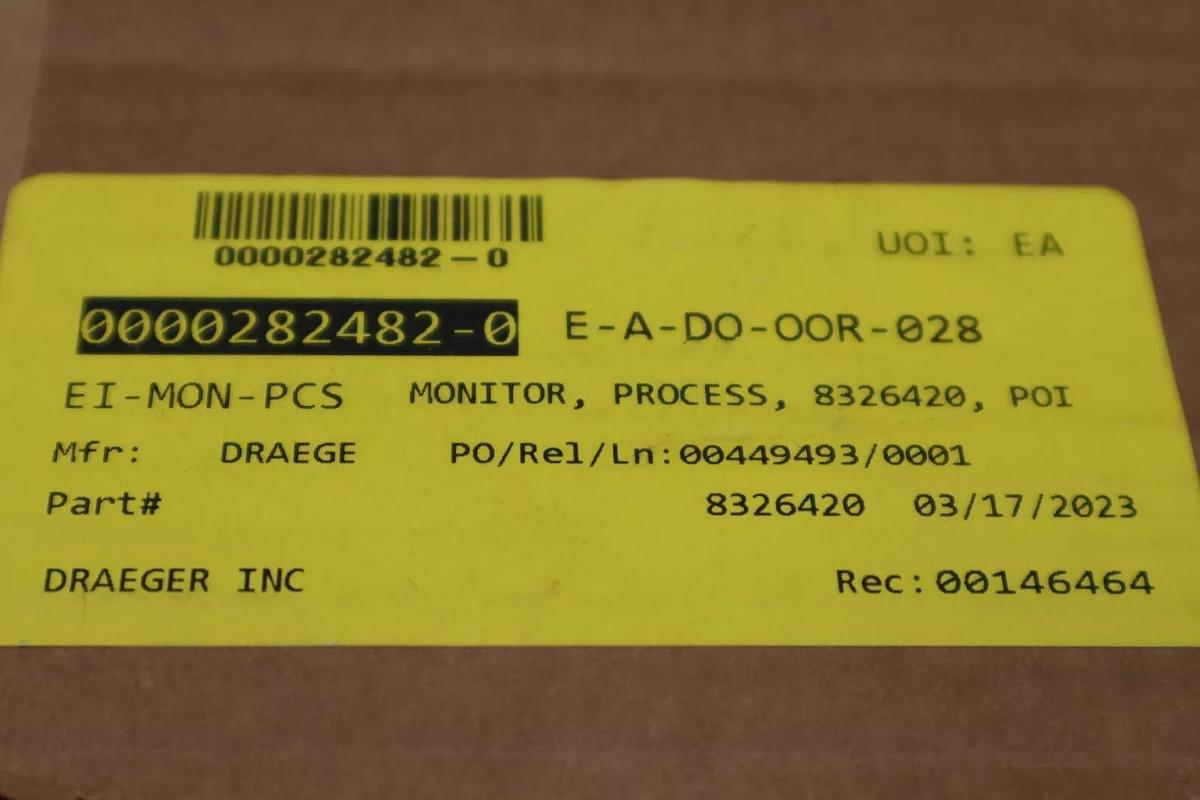 0000282482-0
UOI: EA
0000282482-0 E-A-DO-OOR-028
EI-MON-PCS MONITOR, PROCESS, 8326420, POI
Mfr: DRAEGE PO/Rel/Ln:00449493/0001
Part# 8326420 03/17/2023
DRAEGER INC Rec:00146464